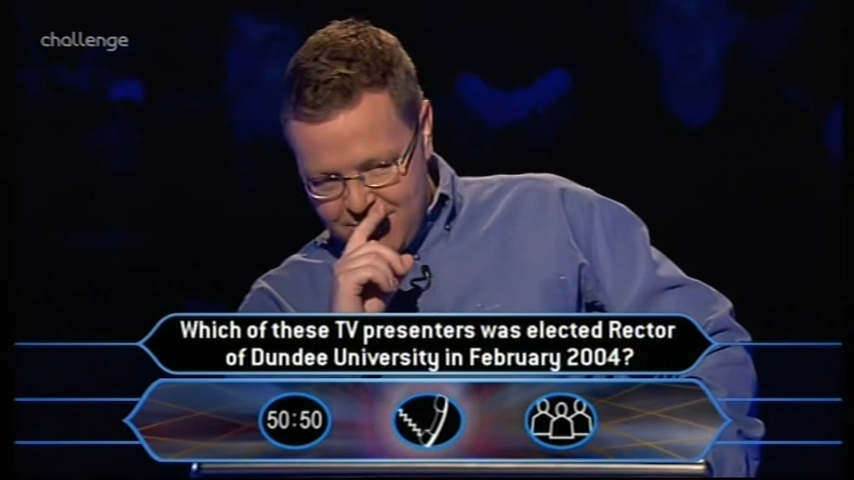 challenge
Which of these TV presenters was elected Rector
of Dundee University in February 2004?
50:50